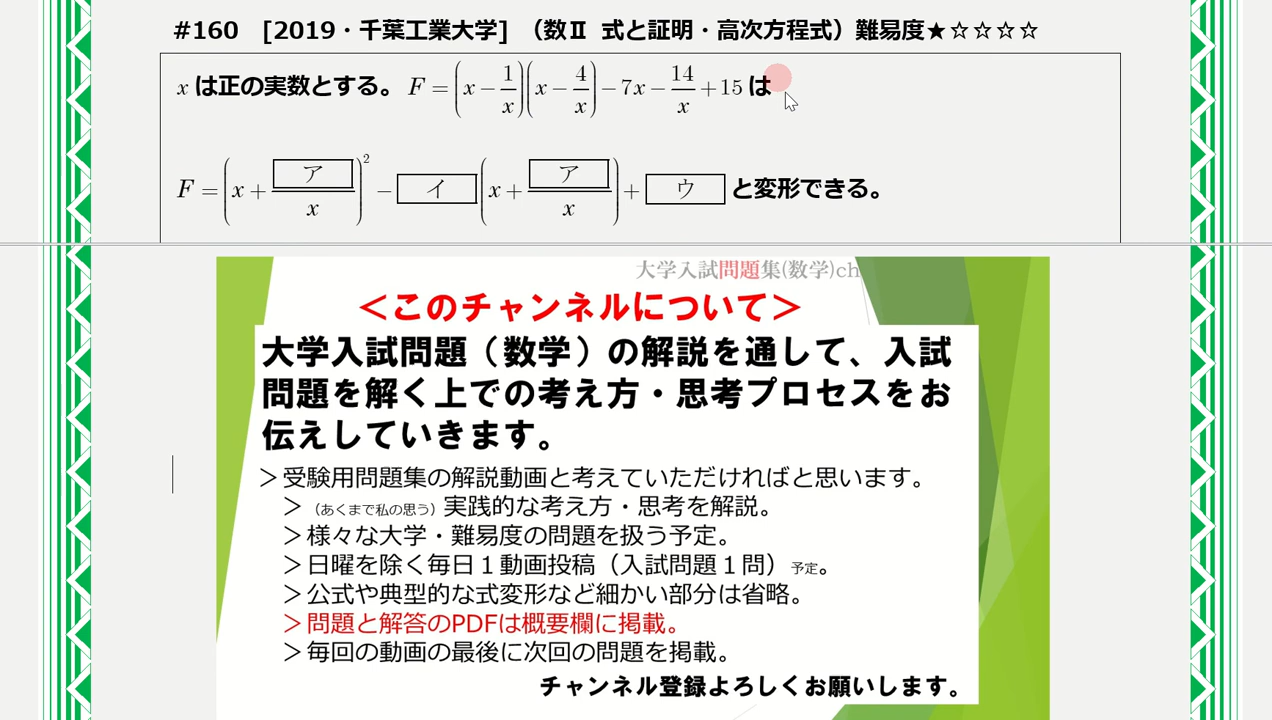 #160 [2019・千葉工業大学] （数Ⅱ 式と証明・高次方程式）難易度★☆☆☆☆
x は正の実数とする。 F = (x − 1/x)(x − 4/x) − 7x − 14/x + 15 は
F = (x + ア/x)² − イ (x + ア/x) + ウ と変形できる。
大学入試問題集(数学)ch
＜このチャンネルについて＞
大学入試問題（数学）の解説を通して、入試
問題を解く上での考え方・思考プロセスをお
伝えしていきます。
＞受験用問題集の解説動画と考えていただければと思います。
＞（あくまで私の思う）実践的な考え方・思考を解説。
＞様々な大学・難易度の問題を扱う予定。
＞日曜を除く毎日１動画投稿（入試問題１問）予定。
＞公式や典型的な式変形など細かい部分は省略。
＞問題と解答のPDFは概要欄に掲載。
＞毎回の動画の最後に次回の問題を掲載。
チャンネル登録よろしくお願いします。